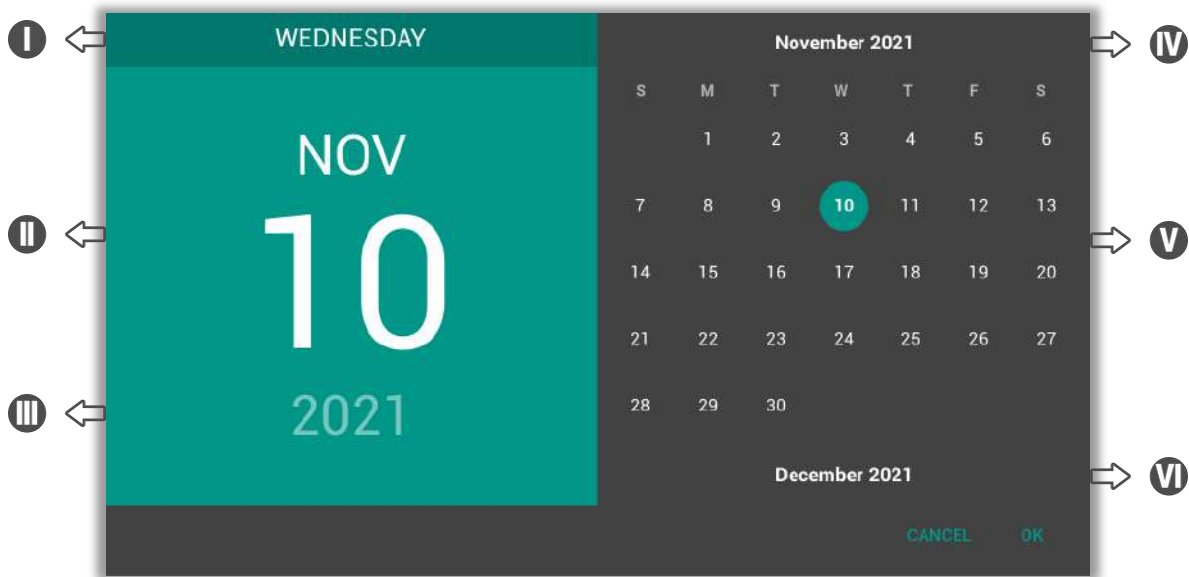 I
WEDNESDAY
NOV
II
10
III
2021
November 2021
IV
S M T W T F S
1 2 3 4 5 6
7 8 9 10 11 12 13
V
14 15 16 17 18 19 20
21 22 23 24 25 26 27
28 29 30
December 2021
VI
CANCEL OK